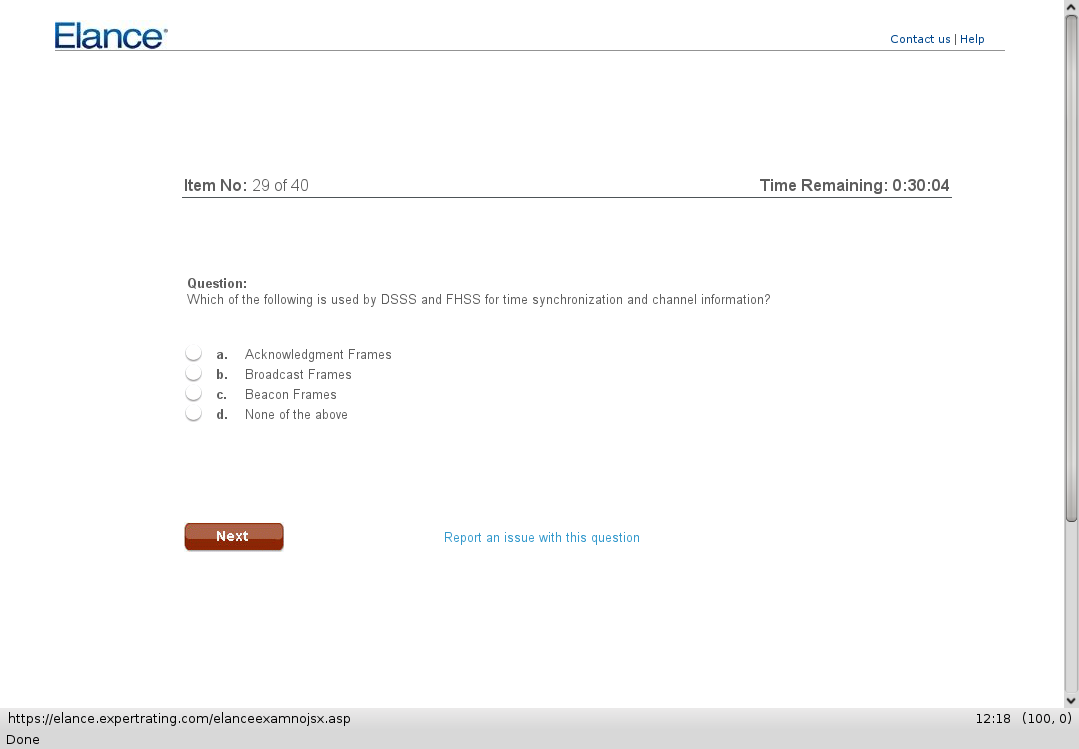 Elance
Contact us | Help
Item No: 29 of 40
Time Remaining: 0:30:04
Question:
Which of the following is used by DSSS and FHSS for time synchronization and channel information?
a. Acknowledgment Frames
b. Broadcast Frames
c. Beacon Frames
d. None of the above
Next
Report an issue with this question
https://elance.expertrating.com/elanceexamnojsx.asp
12:18 (100, 0)
Done